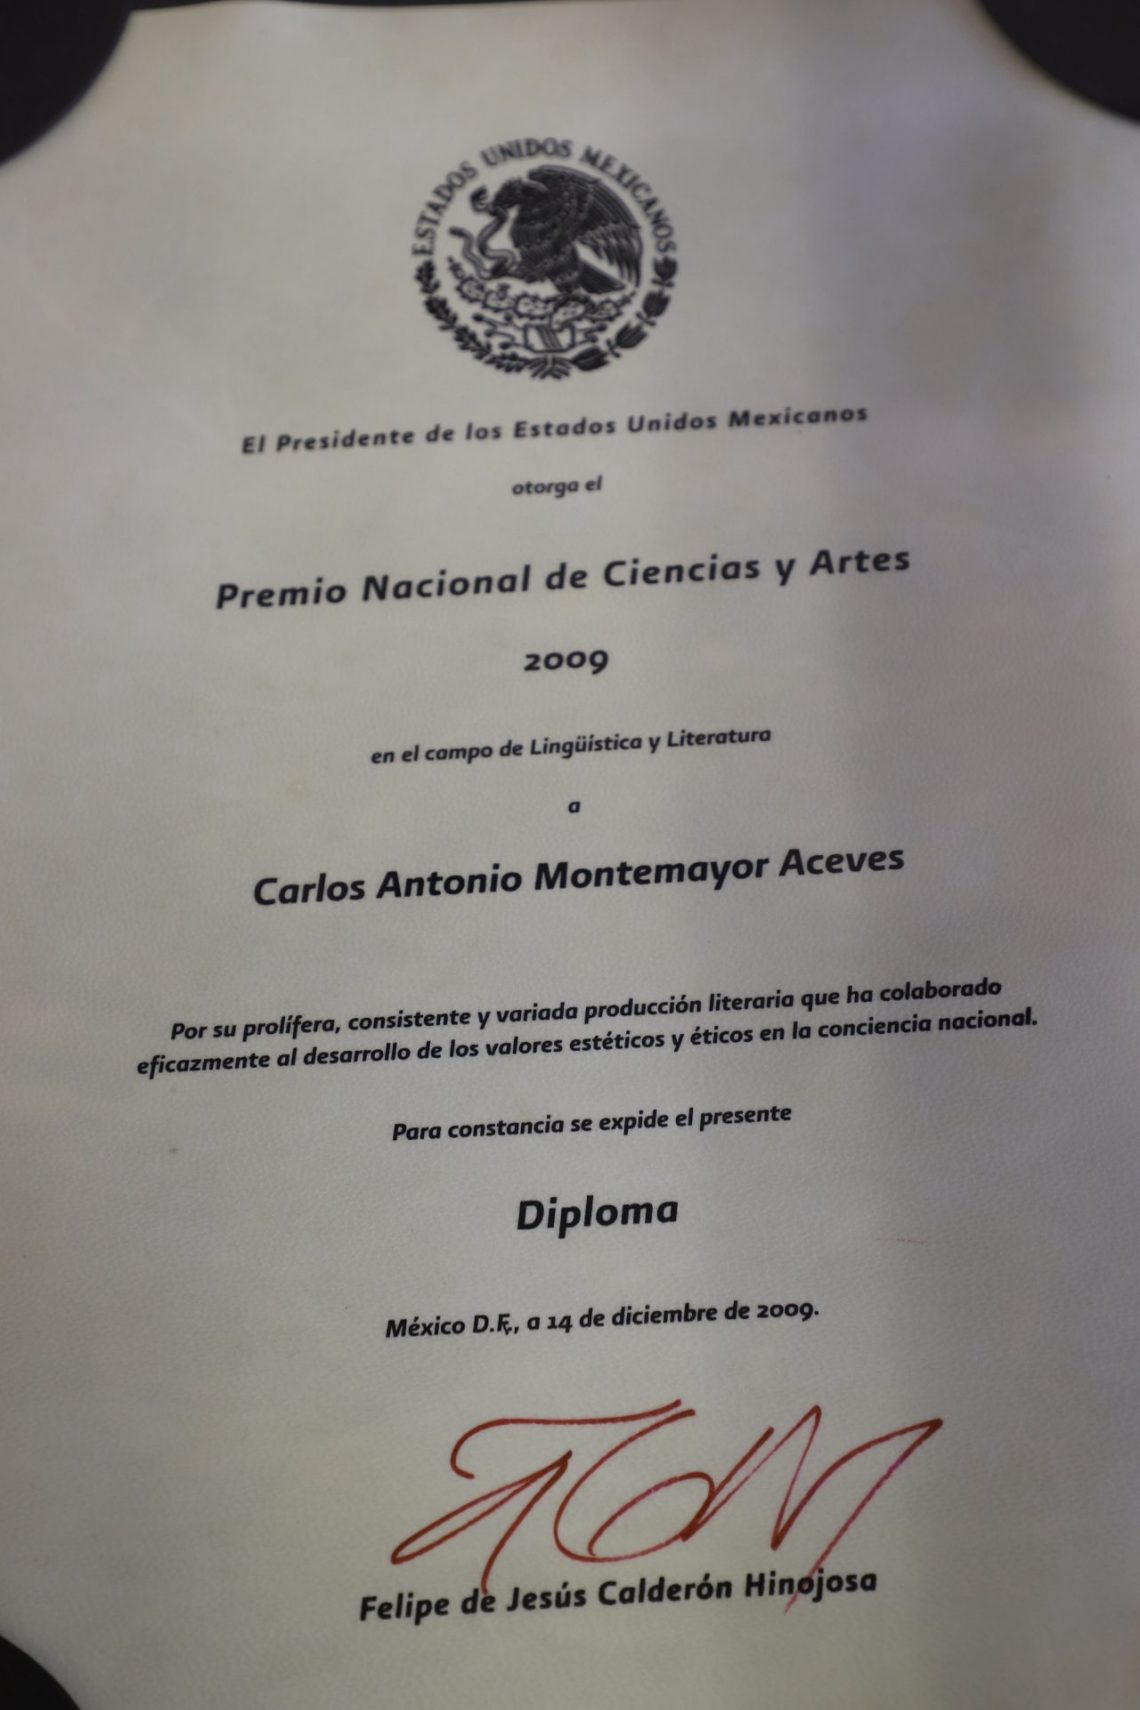 ESTADOS UNIDOS MEXICANOS
El Presidente de los Estados Unidos Mexicanos
otorga el
Premio Nacional de Ciencias y Artes
2009
en el campo de Lingüística y Literatura
a
Carlos Antonio Montemayor Aceves
Por su prolífera, consistente y variada producción literaria que ha colaborado
eficazmente al desarrollo de los valores estéticos y éticos en la conciencia nacional.
Para constancia se expide el presente
Diploma
México D.F., a 14 de diciembre de 2009.
Felipe de Jesús Calderón Hinojosa